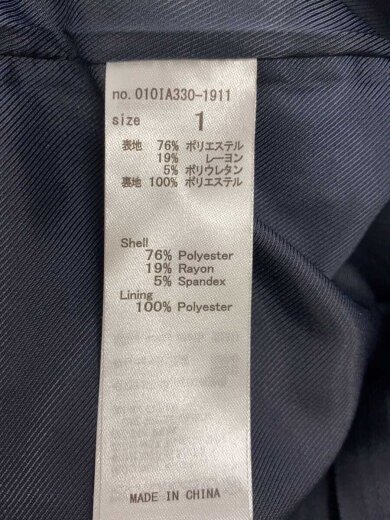 no. 010IA330-1911
size 1
表地 76% ポリエステル
19% レーヨン
5% ポリウレタン
裏地 100% ポリエステル
Shell
76% Polyester
19% Rayon
5% Spandex
Lining
100% Polyester
MADE IN CHINA